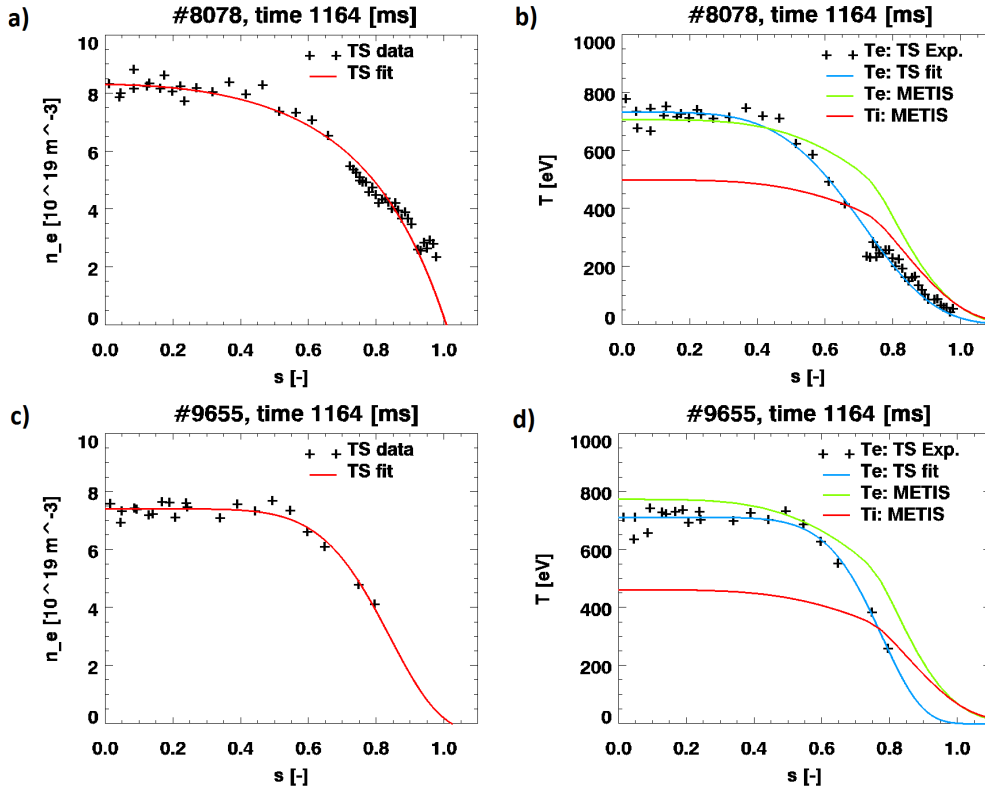 a)
#8078, time 1164 [ms]
n_e [10^19 m^-3]
10
8
6
4
2
0
TS data
TS fit
0.0 0.2 0.4 0.6 0.8 1.0
s [-]
b)
#8078, time 1164 [ms]
T [eV]
1000
800
600
400
200
0
Te: TS Exp.
Te: TS fit
Te: METIS
Ti: METIS
0.0 0.2 0.4 0.6 0.8 1.0
s [-]
c)
#9655, time 1164 [ms]
n_e [10^19 m^-3]
10
8
6
4
2
0
TS data
TS fit
0.0 0.2 0.4 0.6 0.8 1.0
s [-]
d)
#9655, time 1164 [ms]
T [eV]
1000
800
600
400
200
0
Te: TS Exp.
Te: TS fit
Te: METIS
Ti: METIS
0.0 0.2 0.4 0.6 0.8 1.0
s [-]